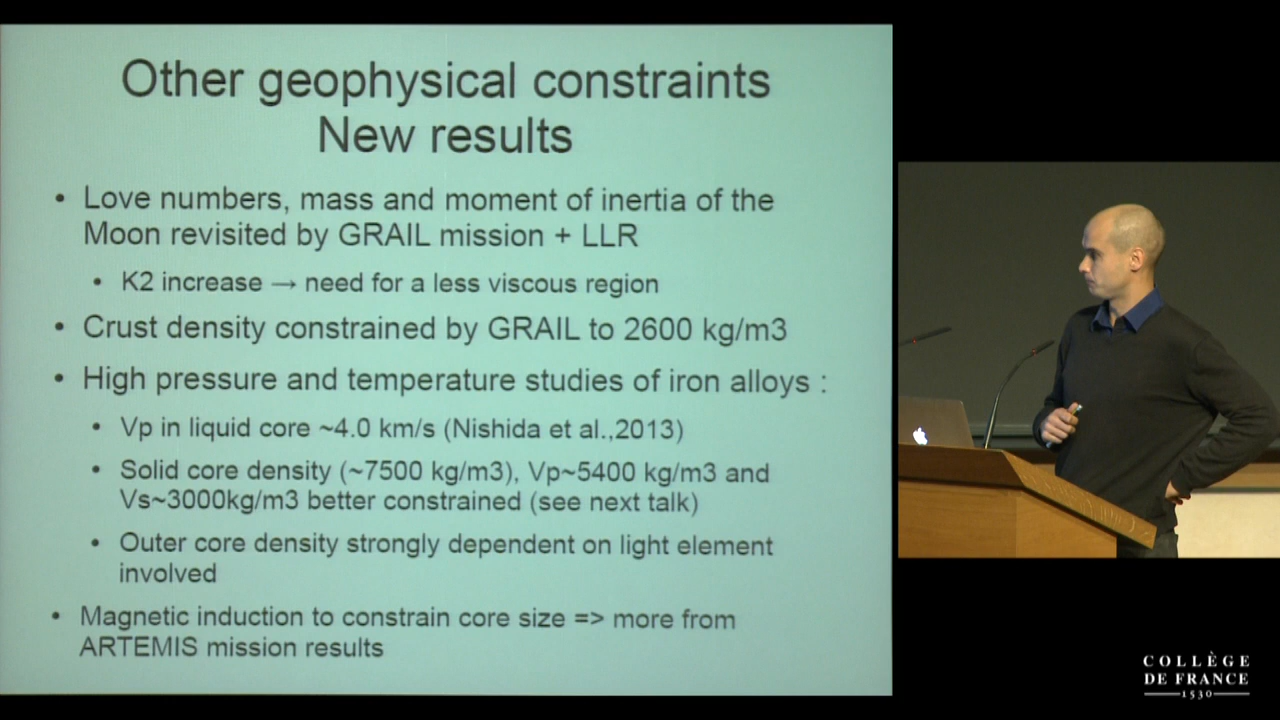 Other geophysical constraints
New results
• Love numbers, mass and moment of inertia of the
Moon revisited by GRAIL mission + LLR
• K2 increase → need for a less viscous region
• Crust density constrained by GRAIL to 2600 kg/m3
• High pressure and temperature studies of iron alloys :
• Vp in liquid core ~4.0 km/s (Nishida et al.,2013)
• Solid core density (~7500 kg/m3), Vp~5400 kg/m3 and
Vs~3000kg/m3 better constrained (see next talk)
• Outer core density strongly dependent on light element
involved
• Magnetic induction to constrain core size => more from
ARTEMIS mission results
COLLÈGE
DE FRANCE
1530